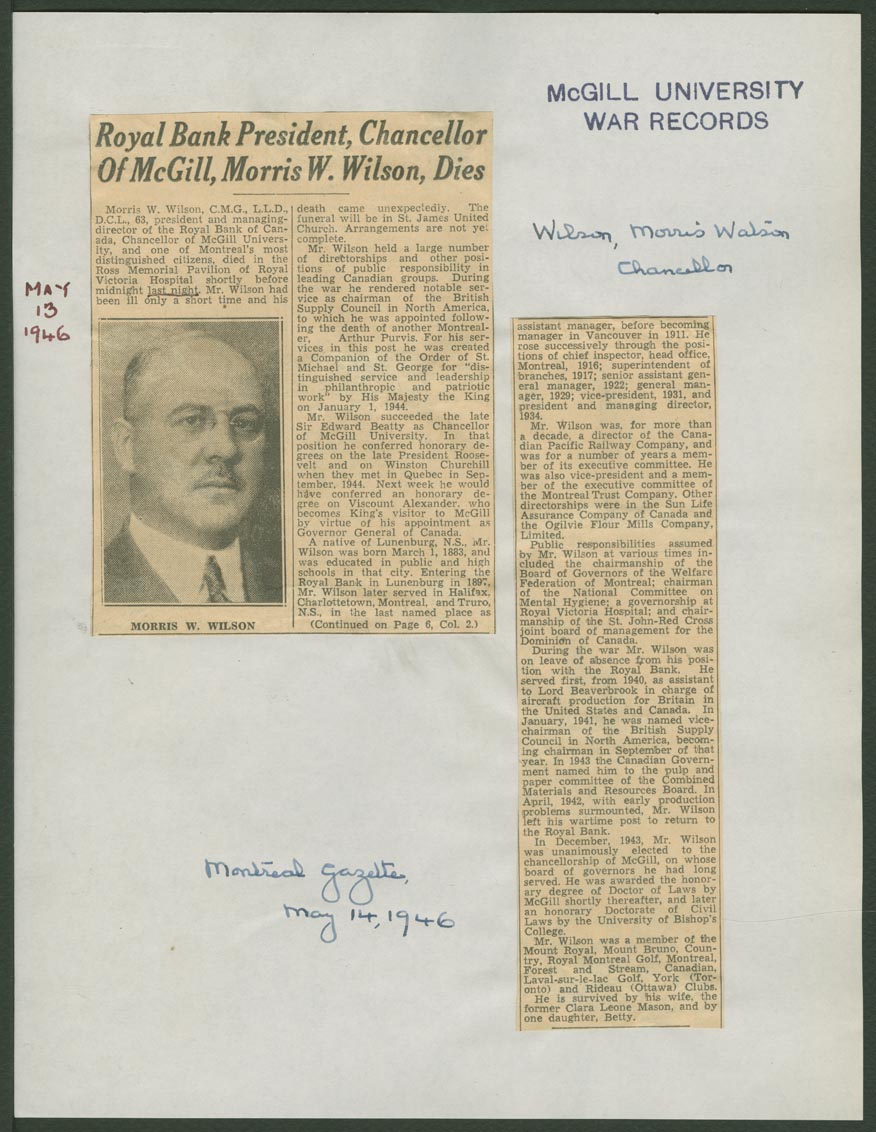 McGILL UNIVERSITY
WAR RECORDS
Wilson, Morris Watson
Chancellor
MAY
13
1946
Royal Bank President, Chancellor
Of McGill, Morris W. Wilson, Dies
Morris W. Wilson, C.M.G., L.L.D.,
D.C.L., 63, president and managing-
director of the Royal Bank of Can-
ada, Chancellor of McGill Univers-
ity, and one of Montreal's most
distinguished citizens, died in the
Ross Memorial Pavilion of Royal
Victoria Hospital shortly before
midnight last night. Mr. Wilson had
been ill only a short time and his
MORRIS W. WILSON
death came unexpectedly. The
funeral will be in St. James United
Church. Arrangements are not yet
complete.
Mr. Wilson held a large number
of directorships and other posi-
tions of public responsibility in
leading Canadian groups. During
the war he rendered notable ser-
vice as chairman of the British
Supply Council in North America,
to which he was appointed follow-
ing the death of another Montreal-
er, Arthur Purvis. For his ser-
vices in this post he was created
a Companion of the Order of St.
Michael and St. George for "dis-
tinguished service and leadership
in philanthropic and patriotic
work" by His Majesty the King
on January 1, 1944.
Mr. Wilson succeeded the late
Sir Edward Beatty as Chancellor
of McGill University. In that
position he conferred honorary de-
grees on the late President Roose-
velt and on Winston Churchill
when they met in Quebec in Sep-
tember, 1944. Next week he would
have conferred an honorary de-
gree on Viscount Alexander, who
becomes King's visitor to McGill
by virtue of his appointment as
Governor General of Canada.
A native of Lunenburg, N.S., Mr.
Wilson was born March 1, 1883, and
was educated in public and high
schools in that city. Entering the
Royal Bank in Lunenburg in 1897,
Mr. Wilson later served in Halifax,
Charlottetown, Montreal, and Truro,
N.S., in the last named place as
(Continued on Page 6, Col. 2.)
assistant manager, before becoming
manager in Vancouver in 1911. He
rose successively through the posi-
tions of chief inspector, head office,
Montreal, 1916; superintendent of
branches, 1917; senior assistant gen-
eral manager, 1922; general man-
ager, 1929; vice-president, 1931, and
president and managing director,
1934.
Mr. Wilson was, for more than
a decade, a director of the Cana-
dian Pacific Railway Company, and
was for a number of years a mem-
ber of its executive committee. He
was also vice-president and a mem-
ber of the executive committee of
the Montreal Trust Company. Other
directorships were in the Sun Life
Assurance Company of Canada and
the Ogilvie Flour Mills Company,
Limited.
Public responsibilities assumed
by Mr. Wilson at various times in-
cluded the chairmanship of the
Board of Governors of the Welfare
Federation of Montreal; chairman
of the National Committee on
Mental Hygiene; a governorship at
Royal Victoria Hospital; and chair-
manship of the St. John-Red Cross
joint board of management for the
Dominion of Canada.
During the war Mr. Wilson was
on leave of absence from his posi-
tion with the Royal Bank. He
served first, from 1940, as assistant
to Lord Beaverbrook in charge of
aircraft production for Britain in
the United States and Canada. In
January, 1941, he was named vice-
chairman of the British Supply
Council in North America, becom-
ing chairman in September of that
year. In 1943 the Canadian Govern-
ment named him to the pulp and
paper committee of the Combined
Materials and Resources Board. In
April, 1942, with early production
problems surmounted, Mr. Wilson
left his wartime post to return to
the Royal Bank.
In December, 1943, Mr. Wilson
was unanimously elected to the
chancellorship of McGill, on whose
board of governors he had long
served. He was awarded the honor-
ary degree of Doctor of Laws by
McGill shortly thereafter, and later
an honorary Doctorate of Civil
Laws by the University of Bishop's
College.
Mr. Wilson was a member of the
Mount Royal, Mount Bruno, Coun-
try, Royal Montreal Golf, Montreal,
Forest and Stream, Canadian,
Laval-sur-le-lac Golf, York (Tor-
onto) and Rideau (Ottawa) Clubs.
He is survived by his wife, the
former Clara Leone Mason, and by
one daughter, Betty.
Montreal Gazette,
May 14, 1946